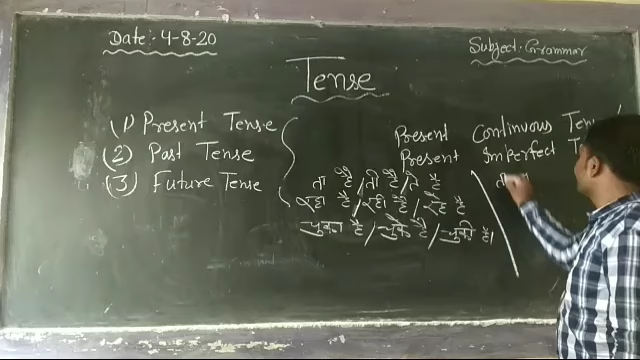 Date:- 4-8-20
Subject:- Grammar
Tense
(1) Present Tense
(2) Past Tense
(3) Future Tense
Present Continuous Tens
Present Imperfect T
ता है / ती है / ते हैं
रहा है / रही है / रहे हैं
चुका है / चुके हैं / चुकी है।